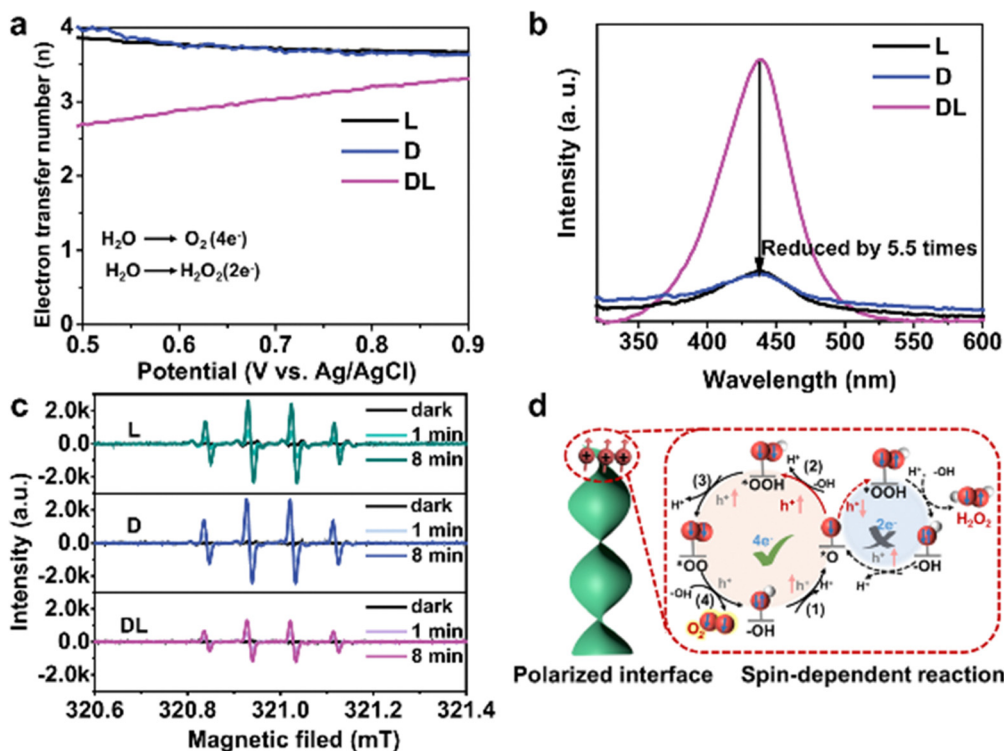 a
Electron transfer number (n)
4
3
2
1
0
L
D
DL
H₂O → O₂(4e⁻)
H₂O → H₂O₂(2e⁻)
0.5 0.6 0.7 0.8 0.9
Potential (V vs. Ag/AgCl)
b
Intensity (a. u.)
L
D
DL
Reduced by 5.5 times
350 400 450 500 550 600
Wavelength (nm)
c
Intensity (a.u.)
2.0k
0.0
-2.0k
L
dark
1 min
8 min
2.0k
0.0
-2.0k
D
dark
1 min
8 min
2.0k
0.0
-2.0k
DL
dark
1 min
8 min
320.6 320.8 321.0 321.2 321.4
Magnetic filed (mT)
d
+ + +
Polarized interface
*OOH
(2)
-OH
h⁺
(3)
H⁺
h⁺
*OO
-OH
(4)
h⁺
O₂
-OH
(1)
h⁺
H⁺
*O
4e⁻
h⁺
*OOH
H⁺
-OH
H₂O₂
2e⁻
h⁺
-OH
H⁺
Spin-dependent reaction